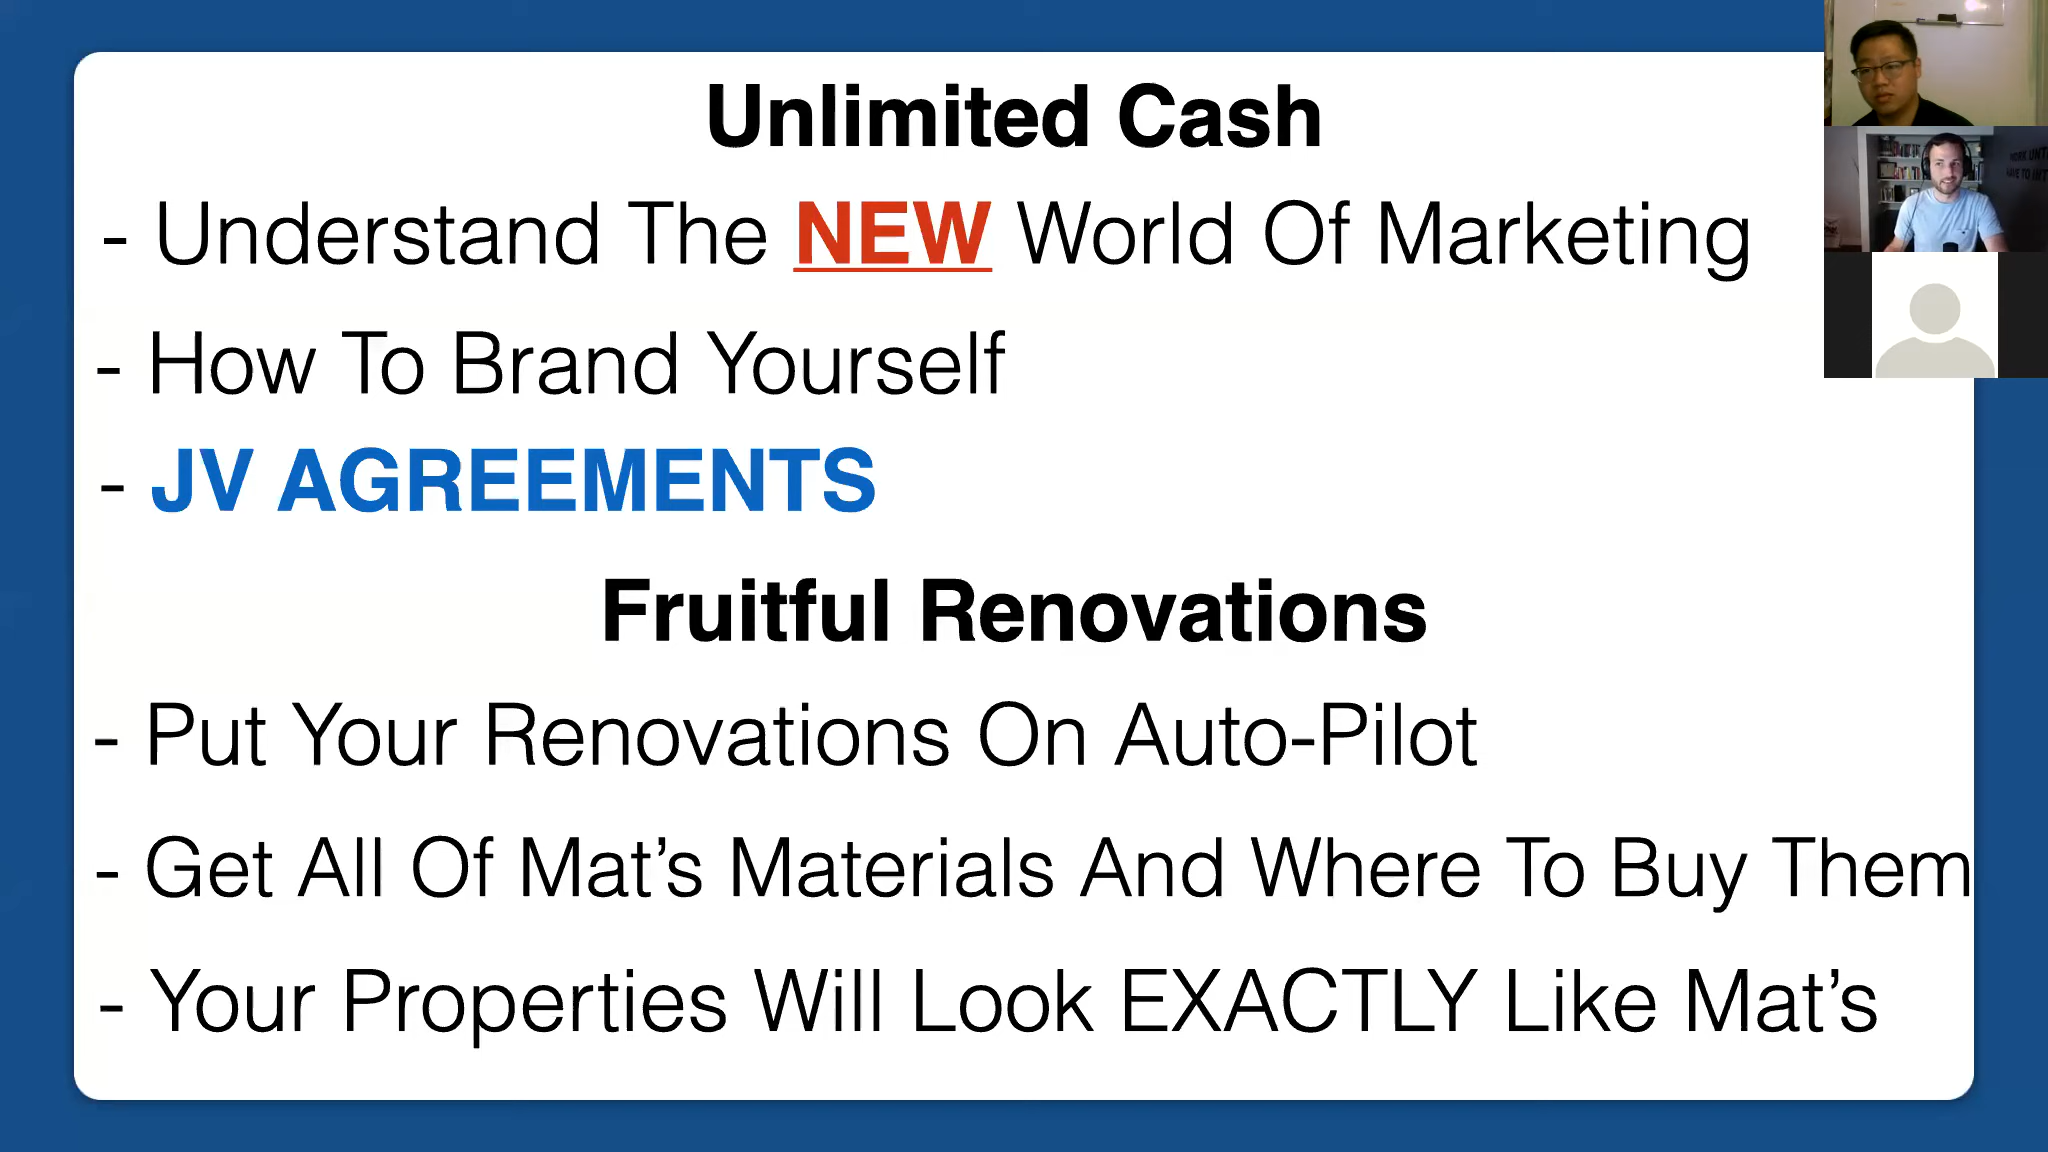 Unlimited Cash
- Understand The NEW World Of Marketing
- How To Brand Yourself
- JV AGREEMENTS
Fruitful Renovations
- Put Your Renovations On Auto-Pilot
- Get All Of Mat’s Materials And Where To Buy Them
- Your Properties Will Look EXACTLY Like Mat’s